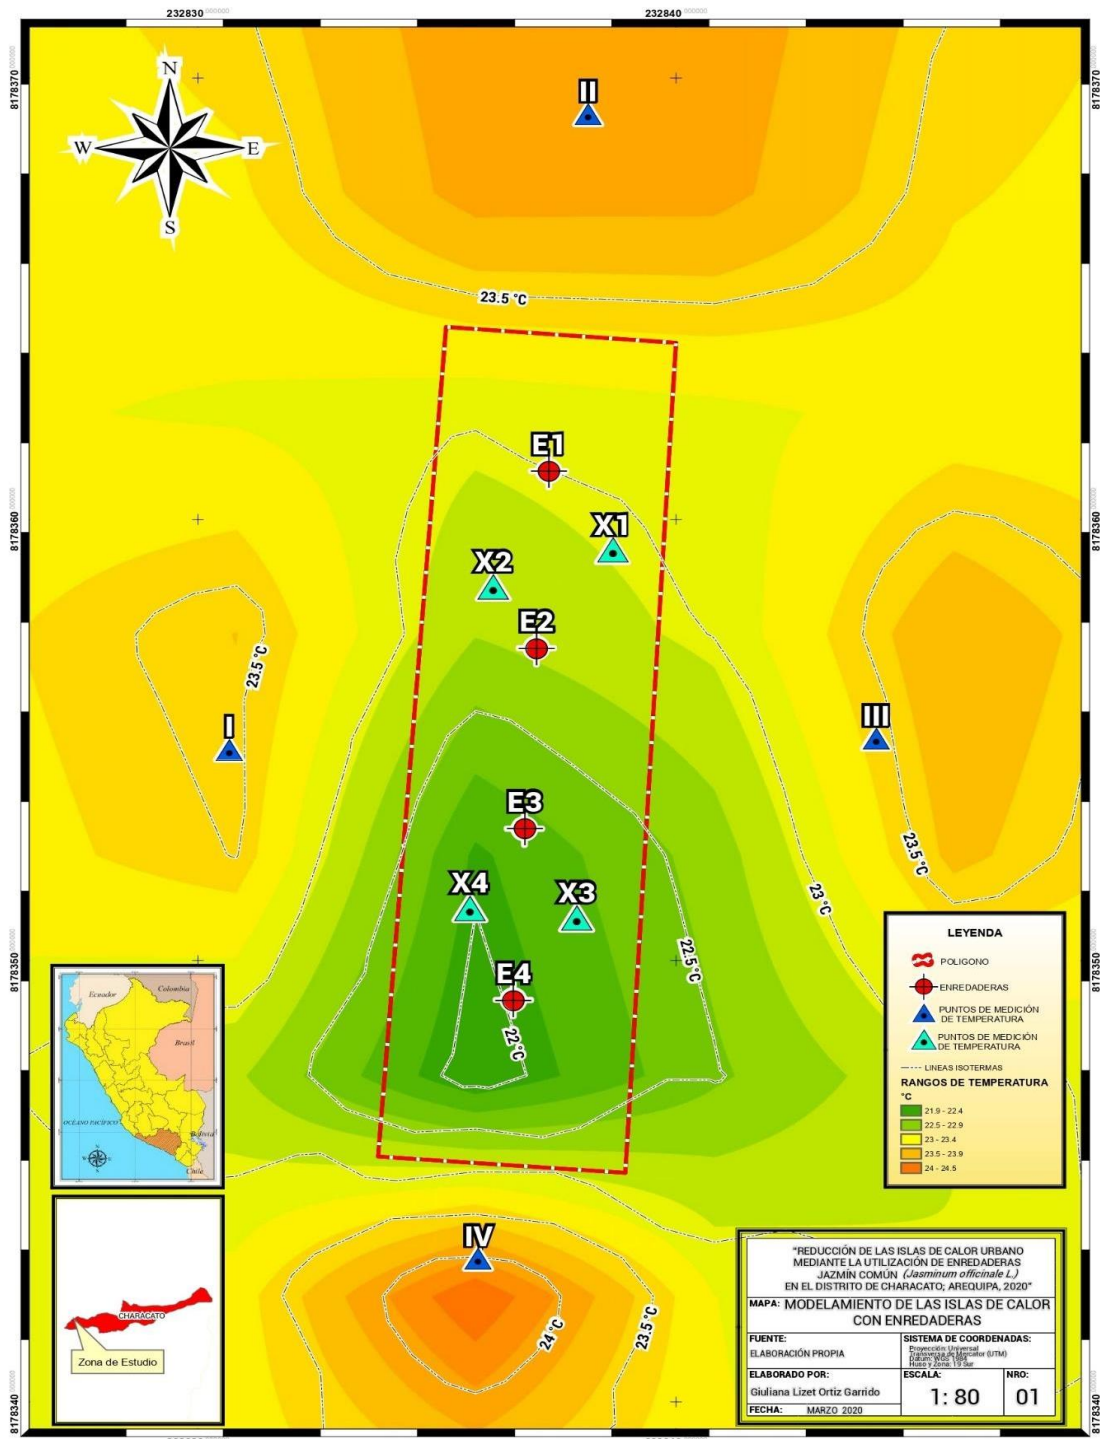 232830
232840
8178370
8178370
N
W
E
S
II
23.5 °C
E1
X1
X2
E2
8178360
8178360
23.5 °C
I
III
E3
X4
X3
23.5 °C
23 °C
22.5 °C
E4
22 °C
8178350
8178350
Ecuador
Colombia
Brasil
OCÉANO PACÍFICO
Bolivia
Chile
LEYENDA
POLIGONO
ENREDADERAS
PUNTOS DE MEDICIÓN
DE TEMPERATURA
PUNTOS DE MEDICIÓN
DE TEMPERATURA
LINEAS ISOTERMAS
RANGOS DE TEMPERATURA
°C
21.9 - 22.4
22.5 - 22.9
23 - 23.4
23.5 - 23.9
24 - 24.5
CHARACATO
Zona de Estudio
IV
24 °C
23.5 °C
"REDUCCIÓN DE LAS ISLAS DE CALOR URBANO
MEDIANTE LA UTILIZACIÓN DE ENREDADERAS
JAZMÍN COMÚN (Jasminum officinale L.)
EN EL DISTRITO DE CHARACATO; AREQUIPA, 2020"
MAPA: MODELAMIENTO DE LAS ISLAS DE CALOR
CON ENREDADERAS
FUENTE:
ELABORACIÓN PROPIA
SISTEMA DE COORDENADAS:
Proyección: Universal
Transversa de Mercator (UTM)
Datum: WGS 1984
Huso y Zona: 19 Sur
ELABORADO POR:
Giuliana Lizet Ortiz Garrido
FECHA: MARZO 2020
ESCALA:
1: 80
NRO:
01
8178340
8178340